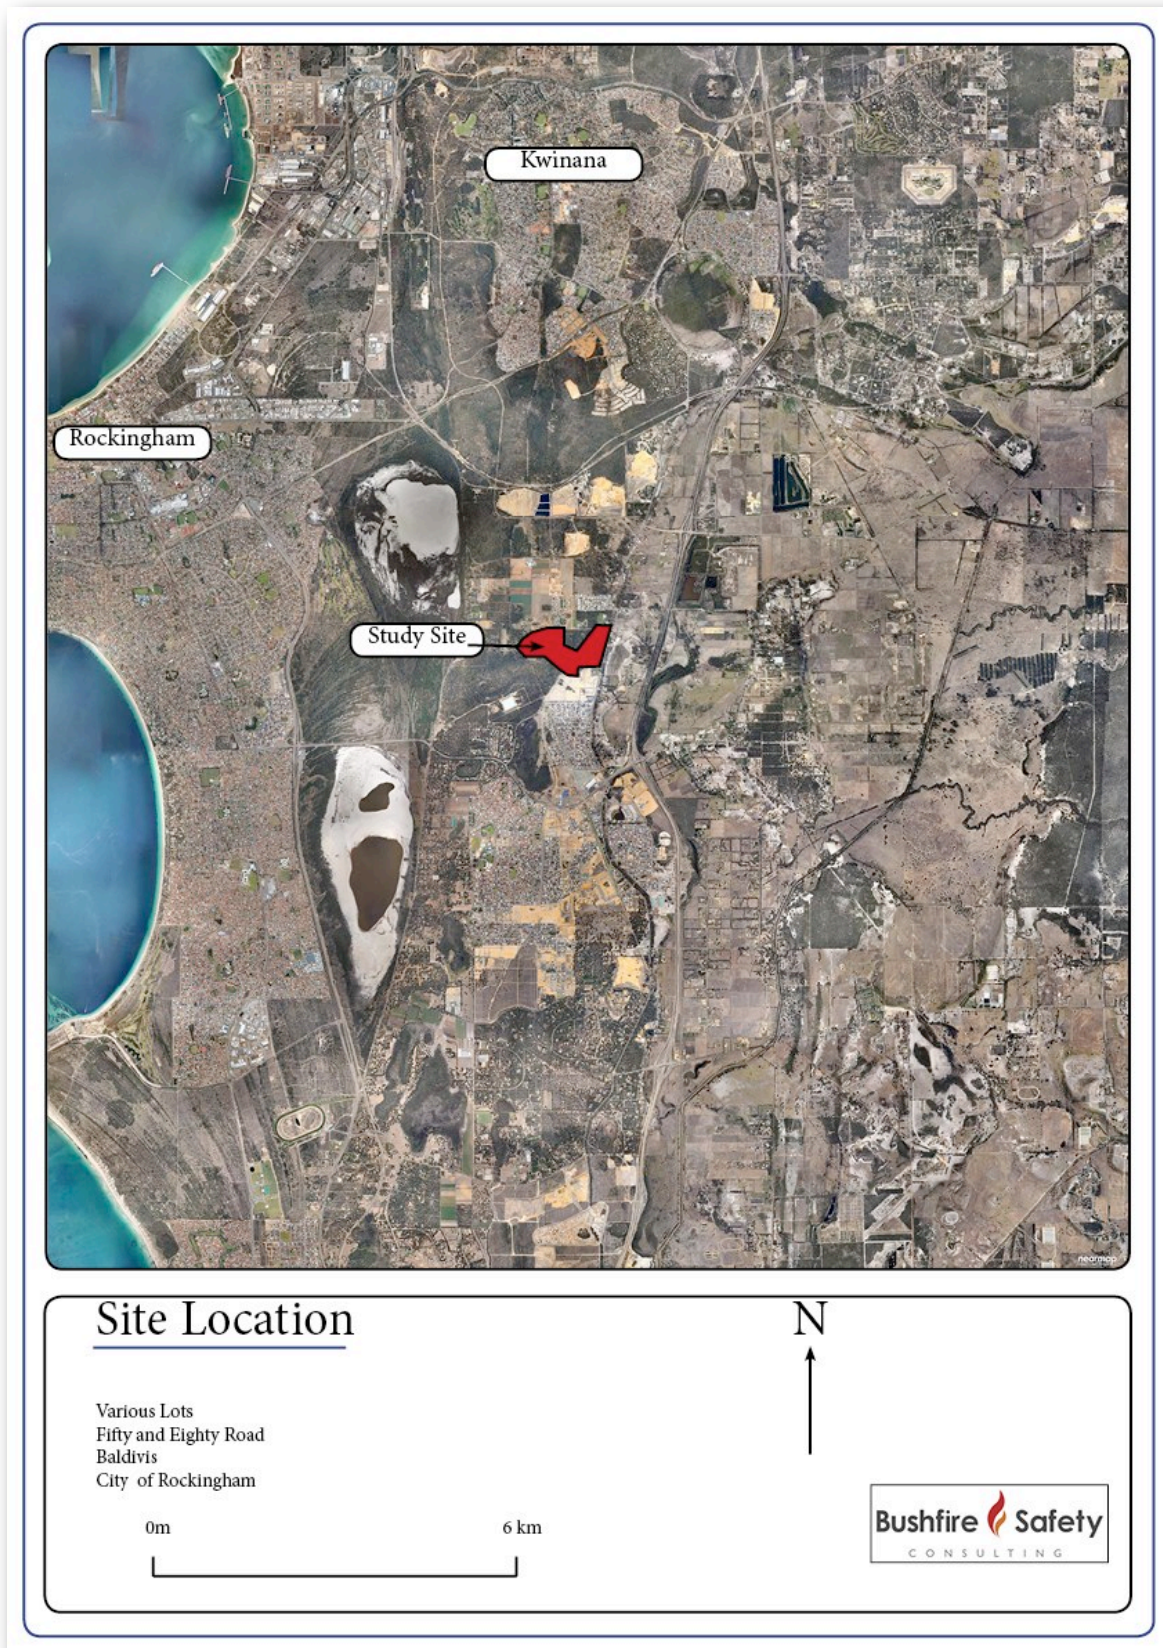 Kwinana
Rockingham
Study Site
nearmap
Site Location
N
Various Lots
Fifty and Eighty Road
Baldivis
City of Rockingham
0m
6 km
Bushfire Safety
CONSULTING